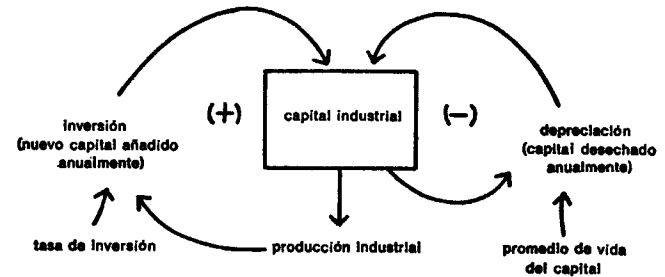 (+)
capital industrial
(−)
inversión
(nuevo capital añadido
anualmente)
depreciación
(capital desechado
anualmente)
tasa de inversión
producción industrial
promedio de vida
del capital